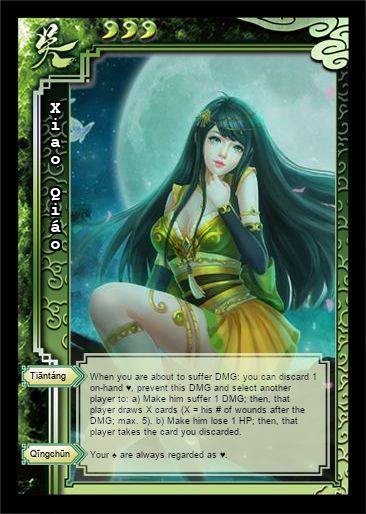 吴
Xiao Qiáo
Tiāntáng
When you are about to suffer DMG: you can discard 1
on-hand ♥, prevent this DMG and select another
player to: a) Make him suffer 1 DMG; then, that
player draws X cards (X = his # of wounds after the
DMG; max. 5). b) Make him lose 1 HP; then, that
player takes the card you discarded.
Qīngchūn
Your ♠ are always regarded as ♥.